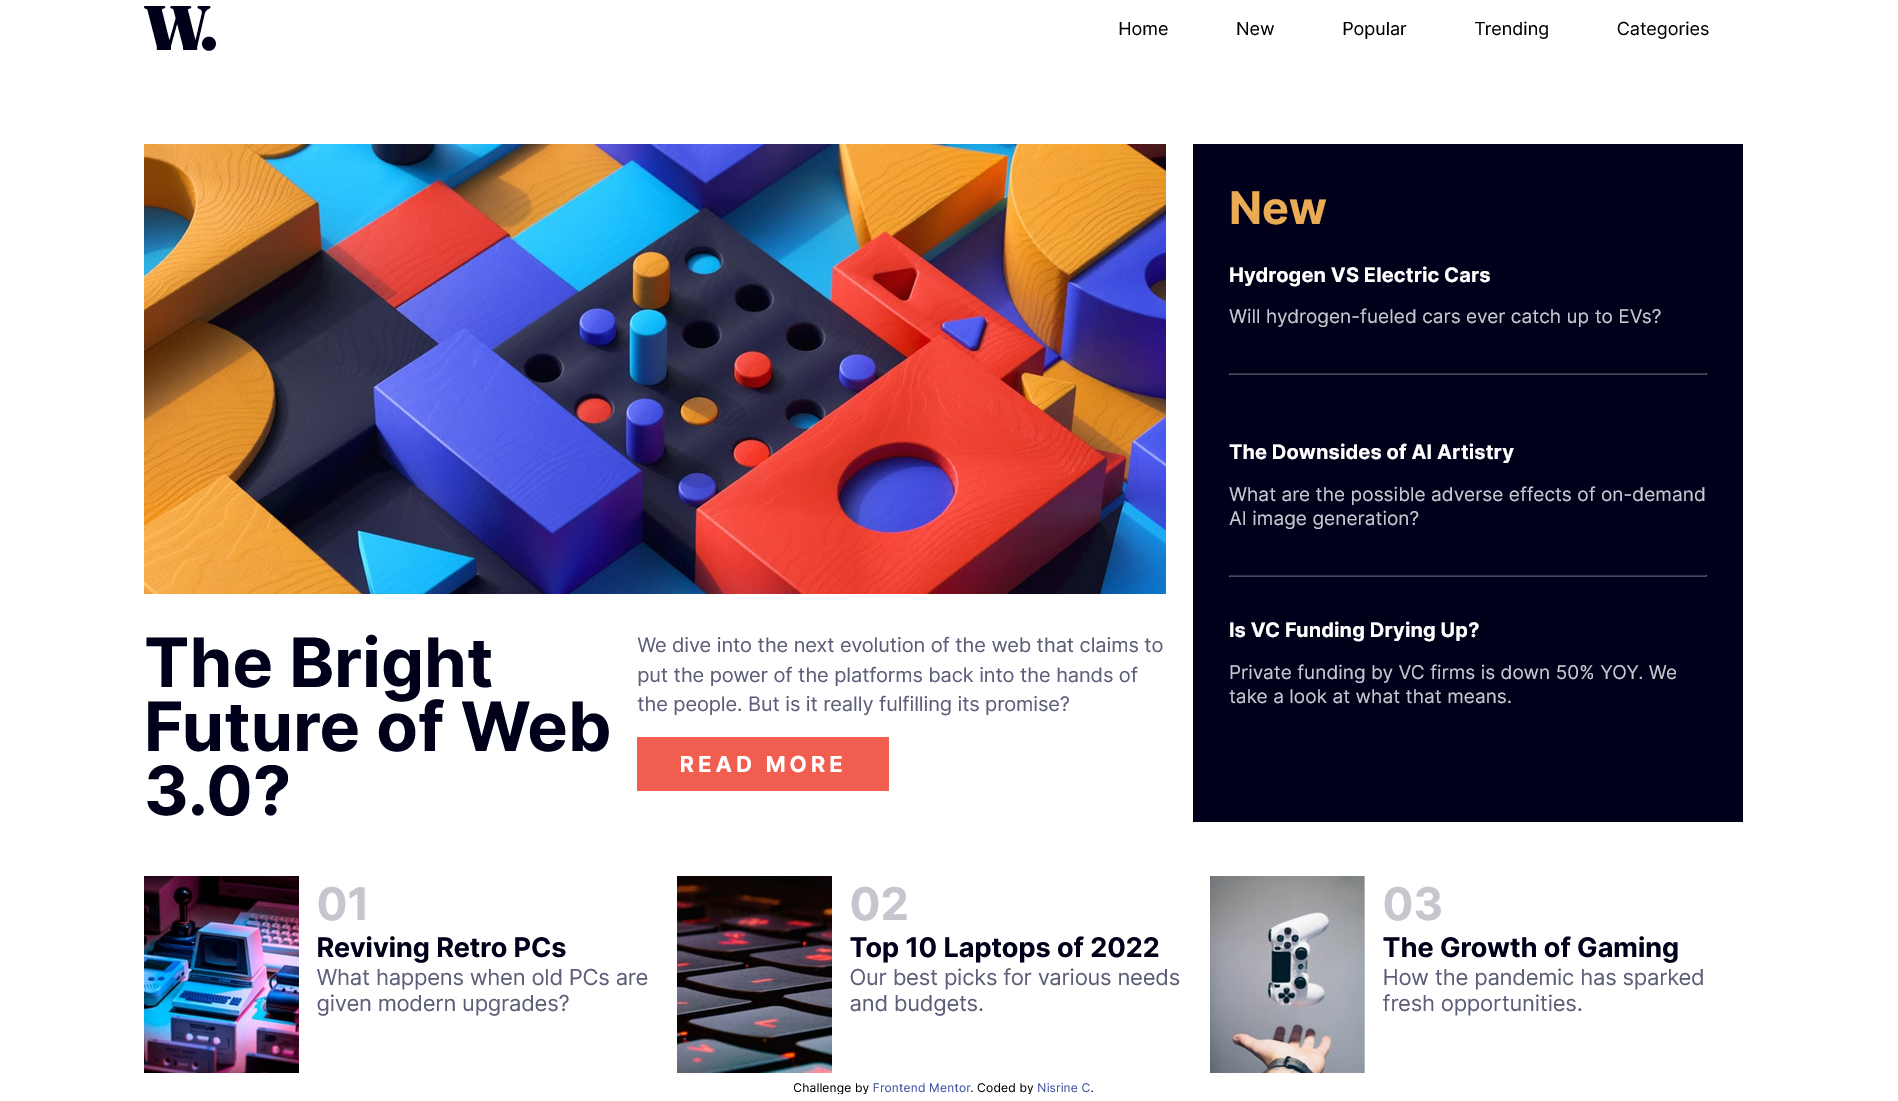 W.
Home
New
Popular
Trending
Categories
New
Hydrogen VS Electric Cars
Will hydrogen-fueled cars ever catch up to EVs?
The Downsides of AI Artistry
What are the possible adverse effects of on-demand
AI image generation?
Is VC Funding Drying Up?
Private funding by VC firms is down 50% YOY. We
take a look at what that means.
The Bright
Future of Web
3.0?
We dive into the next evolution of the web that claims to
put the power of the platforms back into the hands of
the people. But is it really fulfilling its promise?
READ MORE
01
Reviving Retro PCs
What happens when old PCs are
given modern upgrades?
02
Top 10 Laptops of 2022
Our best picks for various needs
and budgets.
03
The Growth of Gaming
How the pandemic has sparked
fresh opportunities.
Challenge by Frontend Mentor. Coded by Nisrine C.